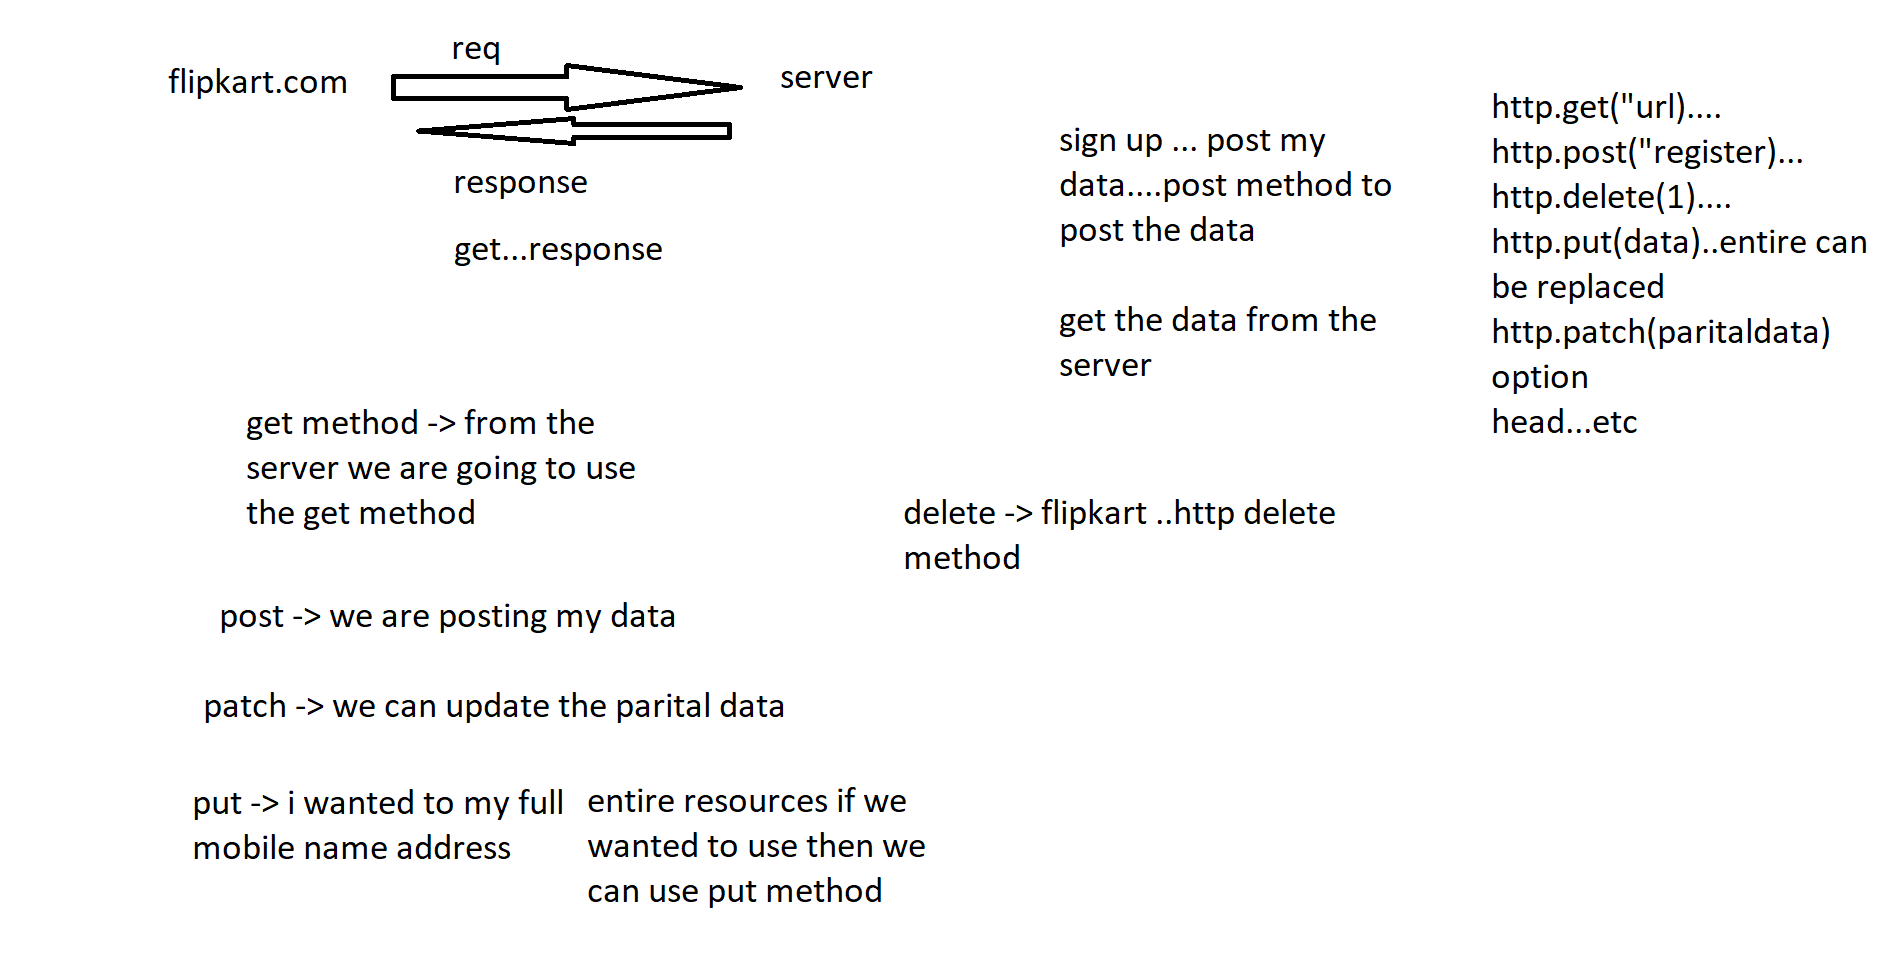 req
flipkart.com
server
response
get...response
sign up ... post my
data....post method to
post the data
get the data from the
server
http.get("url)....
http.post("register)...
http.delete(1)....
http.put(data)..entire can
be replaced
http.patch(paritaldata)
option
head...etc
get method -> from the
server we are going to use
the get method
delete -> flipkart ..http delete
method
post -> we are posting my data
patch -> we can update the parital data
put -> i wanted to my full
mobile name address
entire resources if we
wanted to use then we
can use put method